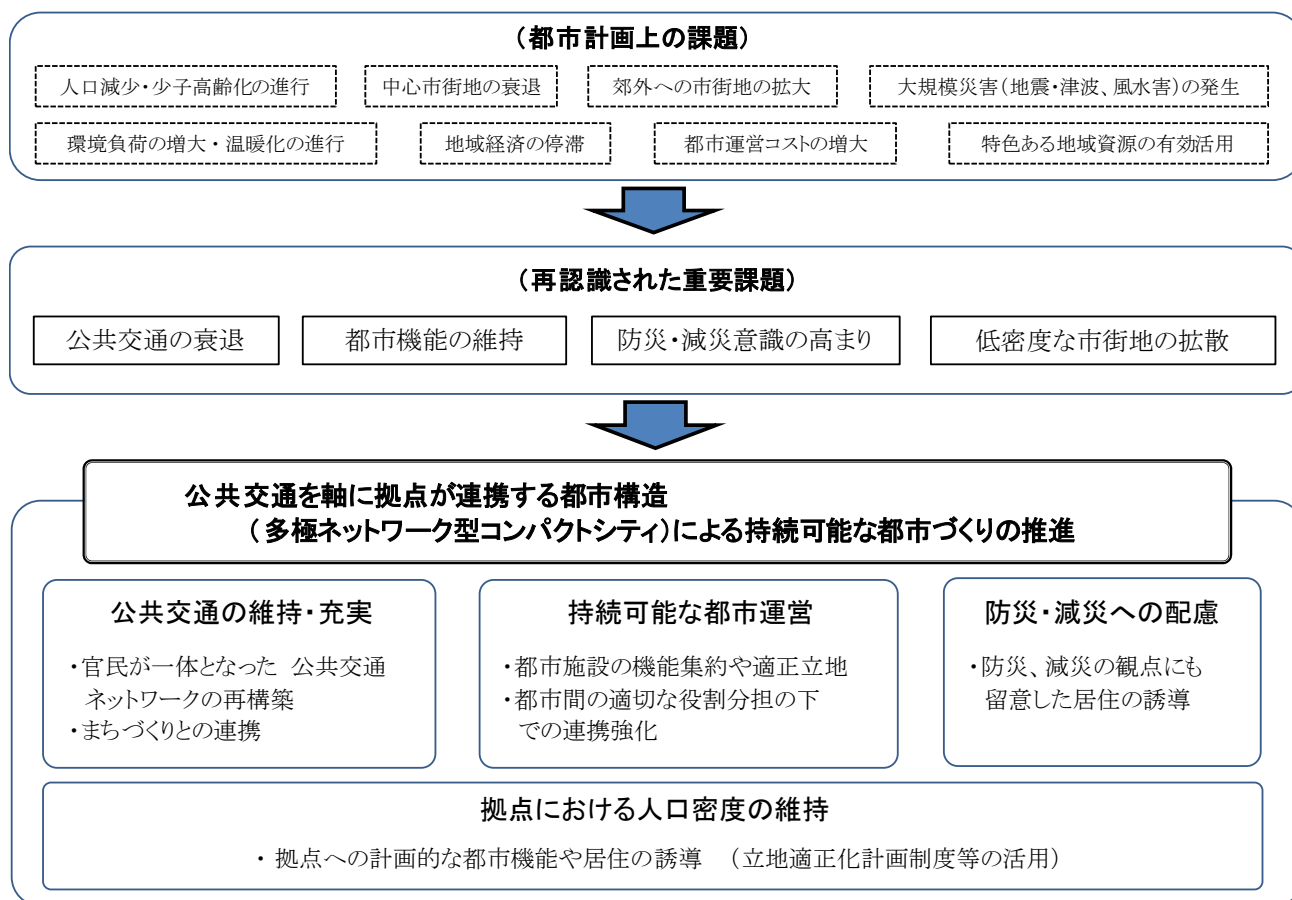 (都市計画上の課題)
人口減少・少子高齢化の進行
中心市街地の衰退
郊外への市街地の拡大
大規模災害(地震・津波、風水害)の発生
環境負荷の増大・温暖化の進行
地域経済の停滞
都市運営コストの増大
特色ある地域資源の有効活用
(再認識された重要課題)
公共交通の衰退
都市機能の維持
防災・減災意識の高まり
低密度な市街地の拡散
公共交通を軸に拠点が連携する都市構造
(多極ネットワーク型コンパクトシティ)による持続可能な都市づくりの推進
公共交通の維持・充実
・官民が一体となった 公共交通
ネットワークの再構築
・まちづくりとの連携
持続可能な都市運営
・都市施設の機能集約や適正立地
・都市間の適切な役割分担の下
での連携強化
防災・減災への配慮
・防災、減災の観点にも
留意した居住の誘導
拠点における人口密度の維持
・ 拠点への計画的な都市機能や居住の誘導 (立地適正化計画制度等の活用)